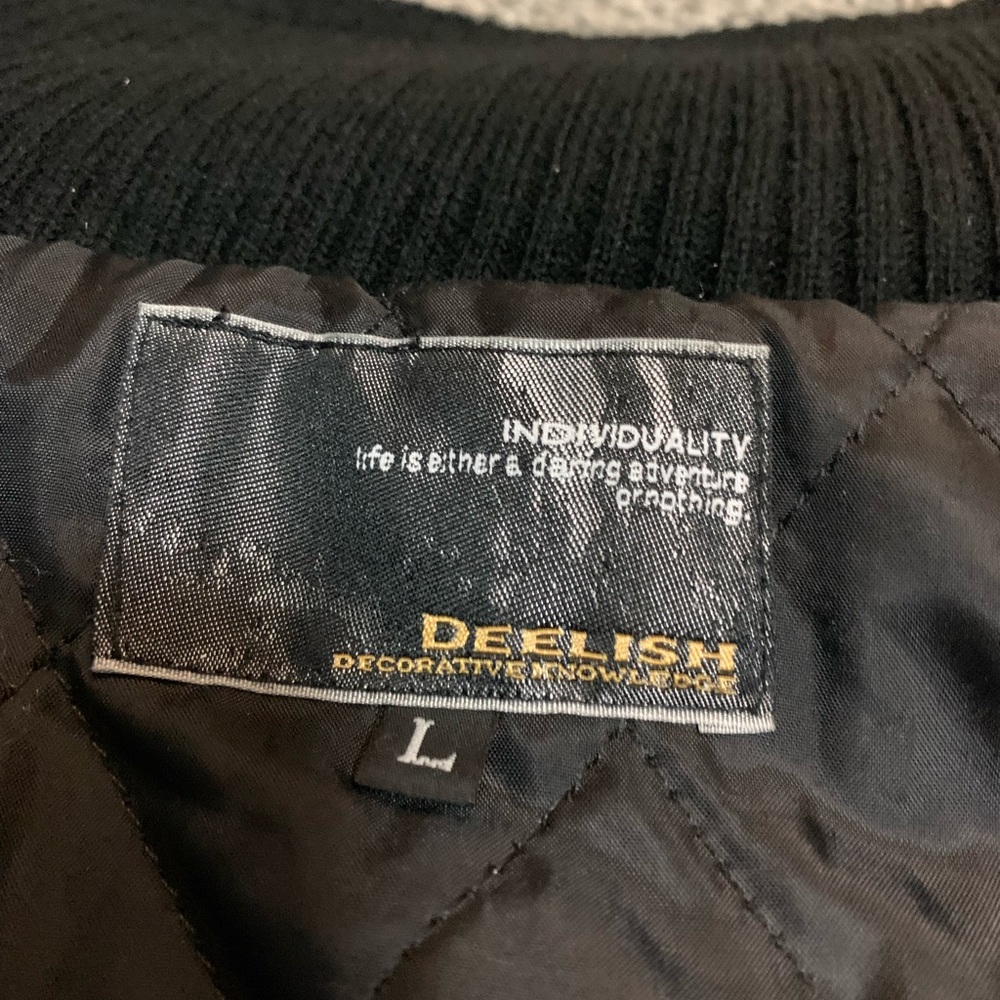 INDIVIDUALITY
life is either a daring adventure
or nothing.
DEELISH
DECORATIVE KNOWLEDGE
L